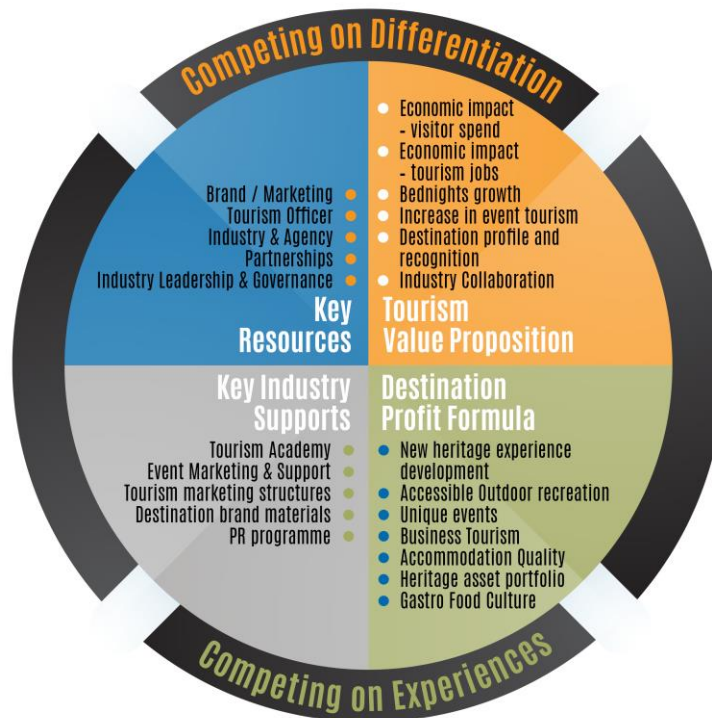 Competing on Differentiation
Brand / Marketing
Tourism Officer
Industry & Agency
Partnerships
Industry Leadership & Governance
Key
Resources
Economic impact
- visitor spend
Economic impact
- tourism jobs
Bednights growth
Increase in event tourism
Destination profile and
recognition
Industry Collaboration
Tourism
Value Proposition
Key Industry
Supports
Tourism Academy
Event Marketing & Support
Tourism marketing structures
Destination brand materials
PR programme
Destination
Profit Formula
New heritage experience
development
Accessible Outdoor recreation
Unique events
Business Tourism
Accommodation Quality
Heritage asset portfolio
Gastro Food Culture
Competing on Experiences